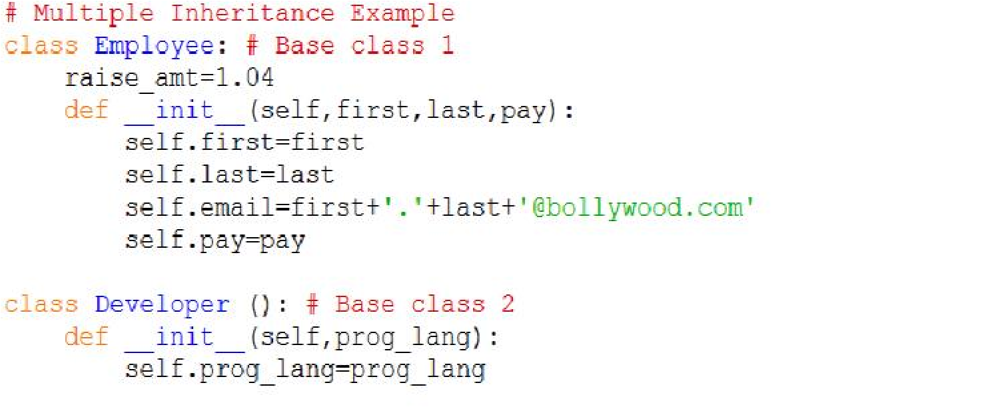 # Multiple Inheritance Example
class Employee: # Base class 1
    raise_amt=1.04
    def __init__(self,first,last,pay):
        self.first=first
        self.last=last
        self.email=first+'.'+last+'@bollywood.com'
        self.pay=pay

class Developer (): # Base class 2
    def __init__(self,prog_lang):
        self.prog_lang=prog_lang